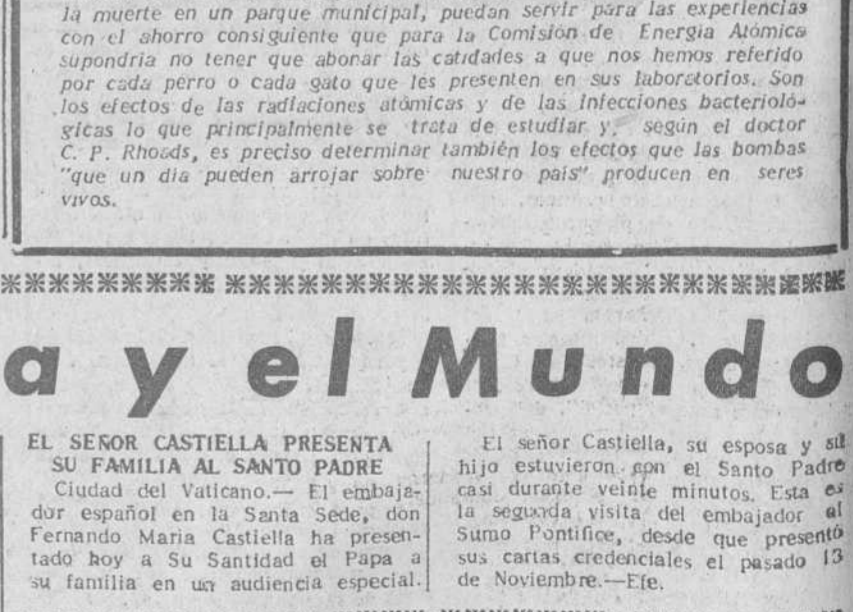 la muerte en un parque municipal, puedan servir para las experiencias
con el ahorro consiguiente que para la Comisión de Energia Atómica
supondria no tener que abonar las catidades a que nos hemos referido
por cada perro o cada gato que les presenten en sus laboratorios. Son
los efectos de las radiaciones atómicas y de las infecciones bacterioló-
gicas lo que principalmente se trata de estudiar y, según el doctor
C. P. Rhoads, es preciso determinar también los efectos que las bombas
"que un dia pueden arrojar sobre nuestro pais" producen en seres
vivos.
a y el Mundo
EL SEÑOR CASTIELLA PRESENTA
SU FAMILIA AL SANTO PADRE
Ciudad del Vaticano.— El embaja-
dor español en la Santa Sede, don
Fernando Maria Castiella ha presen-
tado hoy a Su Santidad el Papa a
su familia en un audiencia especial.
El señor Castiella, su esposa y su
hijo estuvieron con el Santo Padre
casi durante veinte minutos. Esta es
la segunda visita del embajador al
Sumo Pontifice, desde que presentó
sus cartas credenciales el pasado 13
de Noviembre.—Efe.